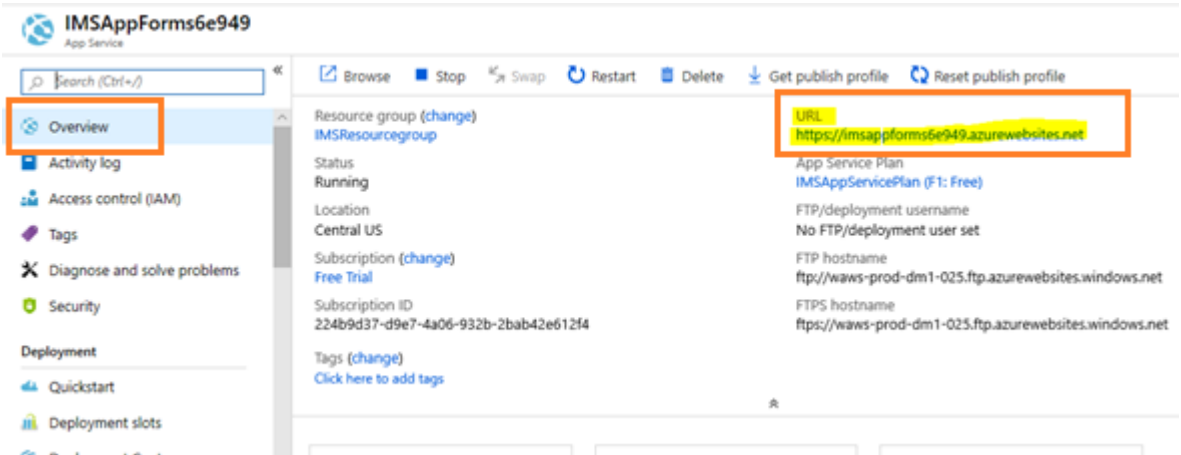 IMSAppForms6e949
App Service
Search (Ctrl+/)
«
Overview
Activity log
Access control (IAM)
Tags
Diagnose and solve problems
Security
Deployment
Quickstart
Deployment slots
Browse Stop Swap Restart Delete Get publish profile Reset publish profile
Resource group (change)
IMSResourcegroup
Status
Running
Location
Central US
Subscription (change)
Free Trial
Subscription ID
224b9d37-d9e7-4a06-932b-2bab42e612f4
Tags (change)
Click here to add tags
URL
https://imsappforms6e949.azurewebsites.net
App Service Plan
IMSAppServicePlan (F1: Free)
FTP/deployment username
No FTP/deployment user set
FTP hostname
ftp://waws-prod-dm1-025.ftp.azurewebsites.windows.net
FTPS hostname
ftps://waws-prod-dm1-025.ftp.azurewebsites.windows.net